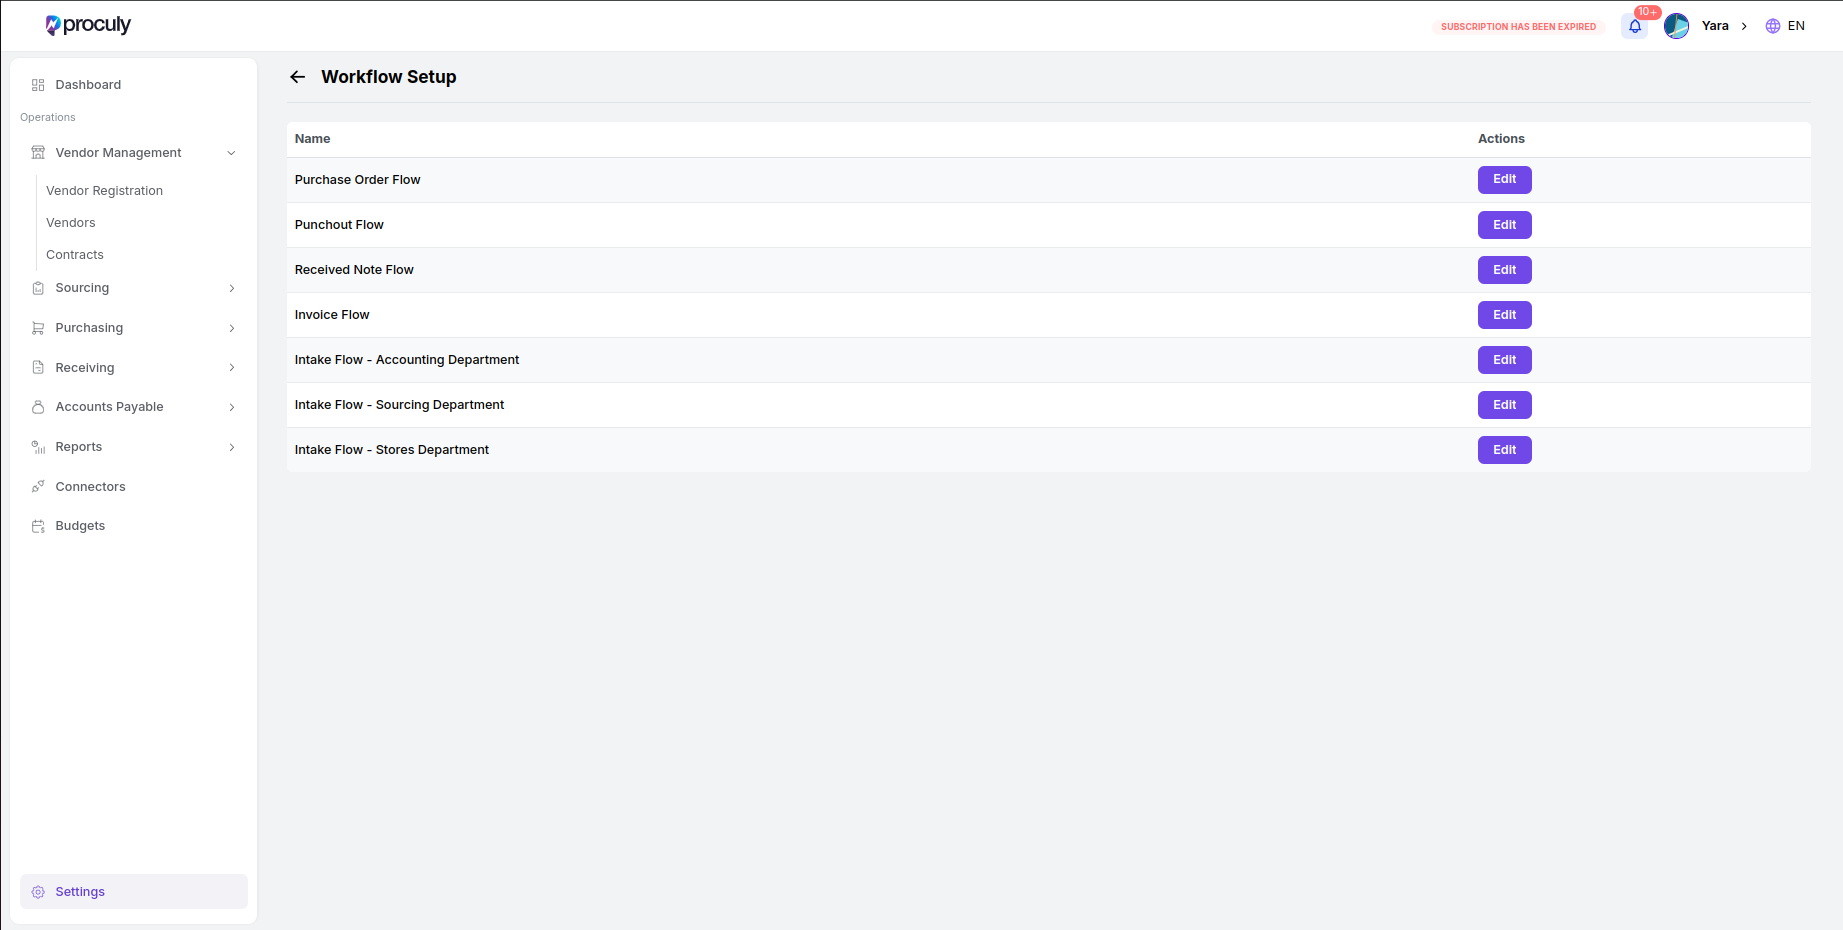 proculy
SUBSCRIPTION HAS BEEN EXPIRED
10+
Yara
EN
Dashboard
Operations
Vendor Management
Vendor Registration
Vendors
Contracts
Sourcing
Purchasing
Receiving
Accounts Payable
Reports
Connectors
Budgets
Settings
Workflow Setup
Name Actions
Purchase Order Flow Edit
Punchout Flow Edit
Received Note Flow Edit
Invoice Flow Edit
Intake Flow - Accounting Department Edit
Intake Flow - Sourcing Department Edit
Intake Flow - Stores Department Edit